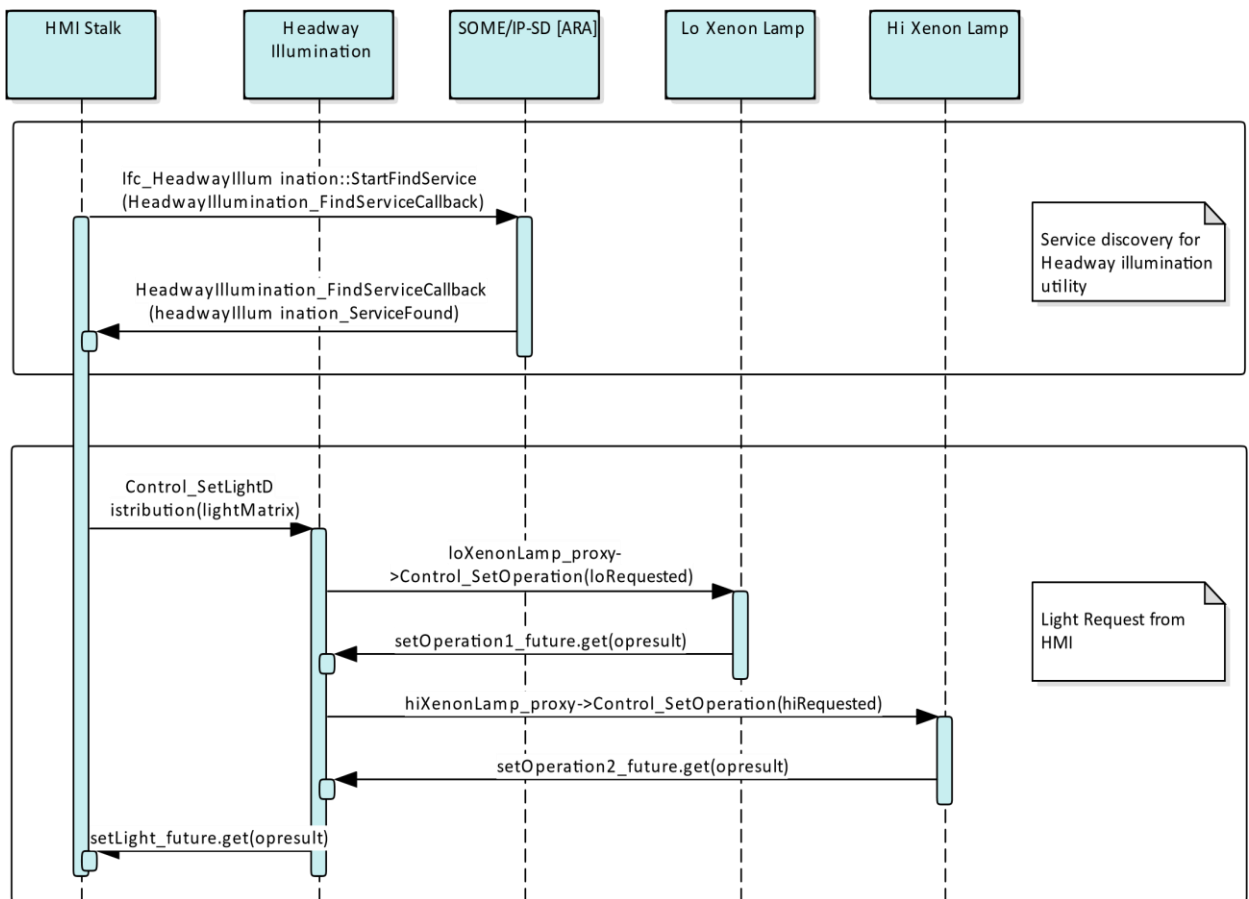 HMI Stalk
Headway
Illumination
SOME/IP-SD [ARA]
Lo Xenon Lamp
Hi Xenon Lamp
Ifc_HeadwayIllum ination::StartFindService
(HeadwayIllumination_FindServiceCallback)
Service discovery for
Headway illumination
utility
HeadwayIllumination_FindServiceCallback
(headwayIllum ination_ServiceFound)
Control_SetLightD
istribution(lightMatrix)
loXenonLamp_proxy-
>Control_SetOperation(loRequested)
Light Request from
HMI
setOperation1_future.get(opresult)
hiXenonLamp_proxy->Control_SetOperation(hiRequested)
setOperation2_future.get(opresult)
setLight_future.get(opresult)